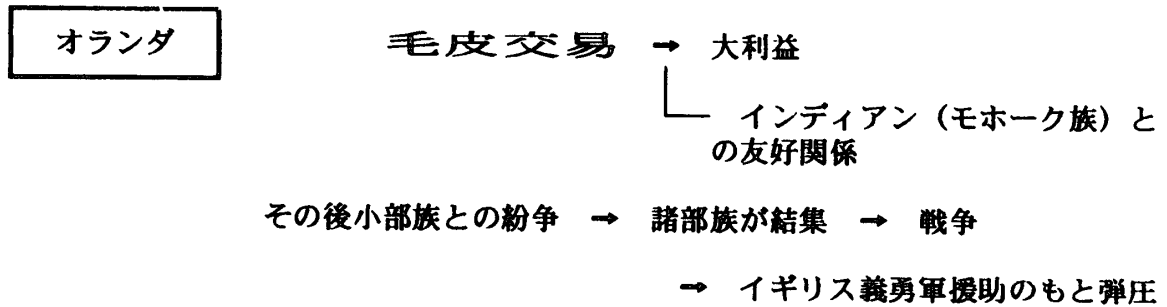 オランダ
毛皮交易 → 大利益
インディアン（モホーク族）と
の友好関係
その後小部族との紛争 → 諸部族が結集 → 戦争
→ イギリス義勇軍援助のもと弾圧